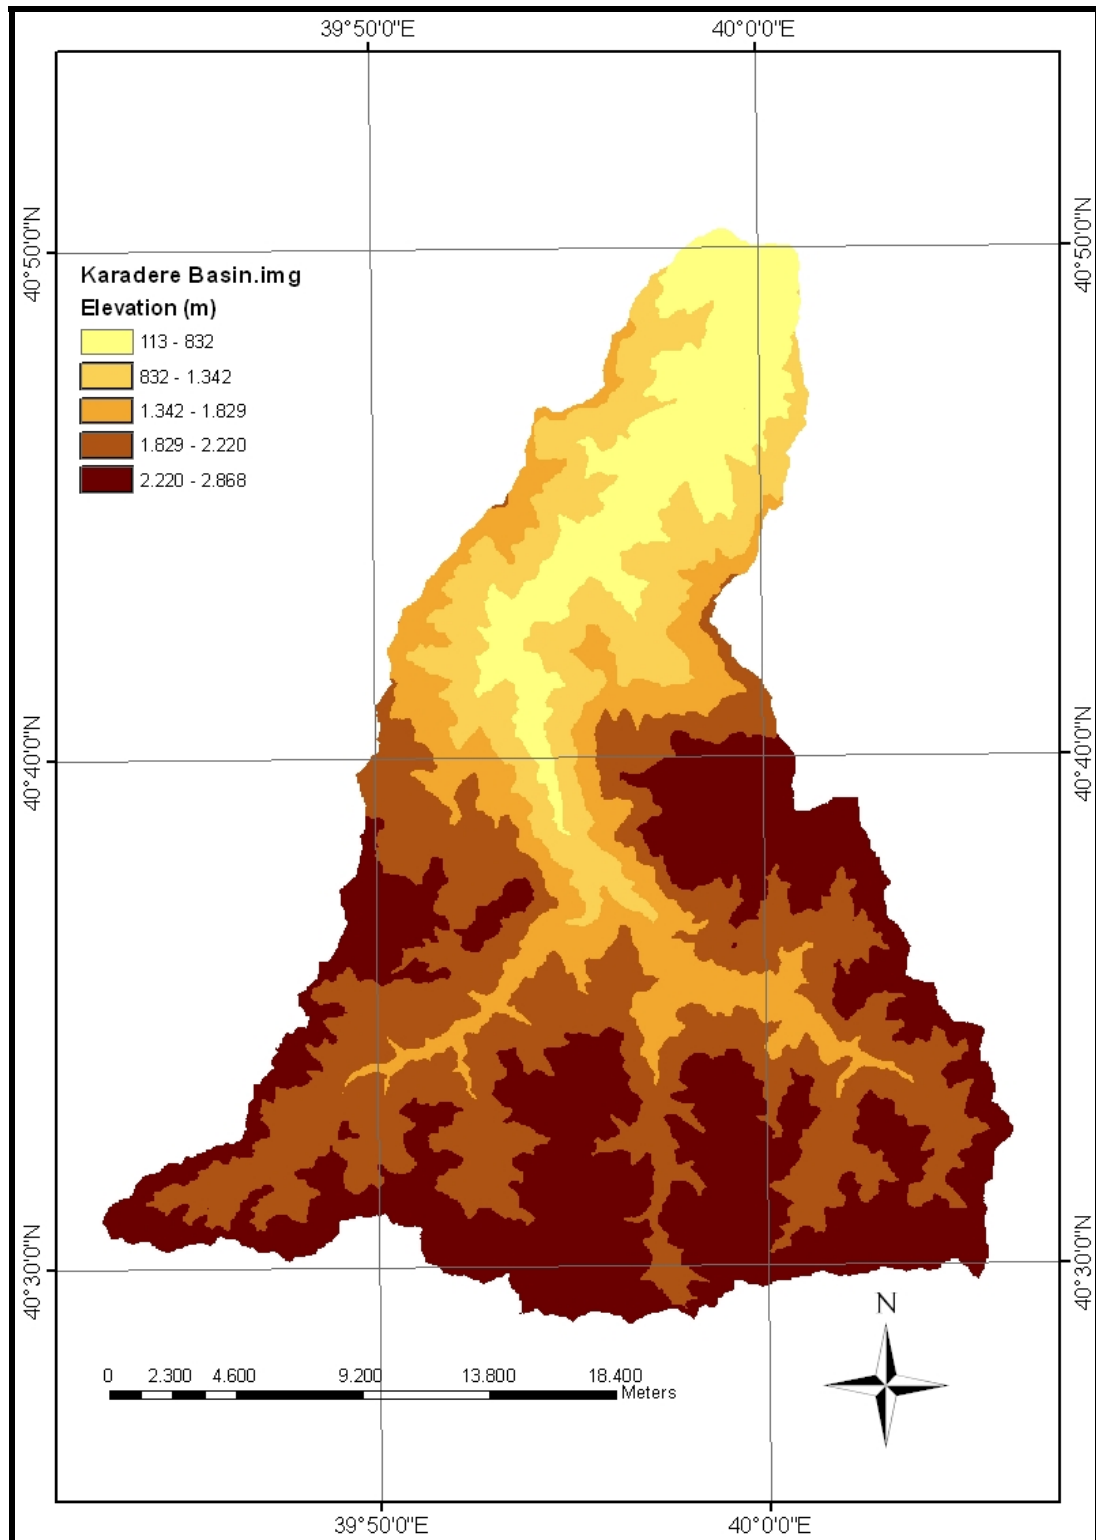 39°50'0"E 40°0'0"E
40°50'0"N 40°50'0"N
Karadere Basin.img
Elevation (m)
113 - 832
832 - 1.342
1.342 - 1.829
1.829 - 2.220
2.220 - 2.868
40°40'0"N 40°40'0"N
40°30'0"N 40°30'0"N
N
0 2.300 4.600 9.200 13.800 18.400
Meters
39°50'0"E 40°0'0"E